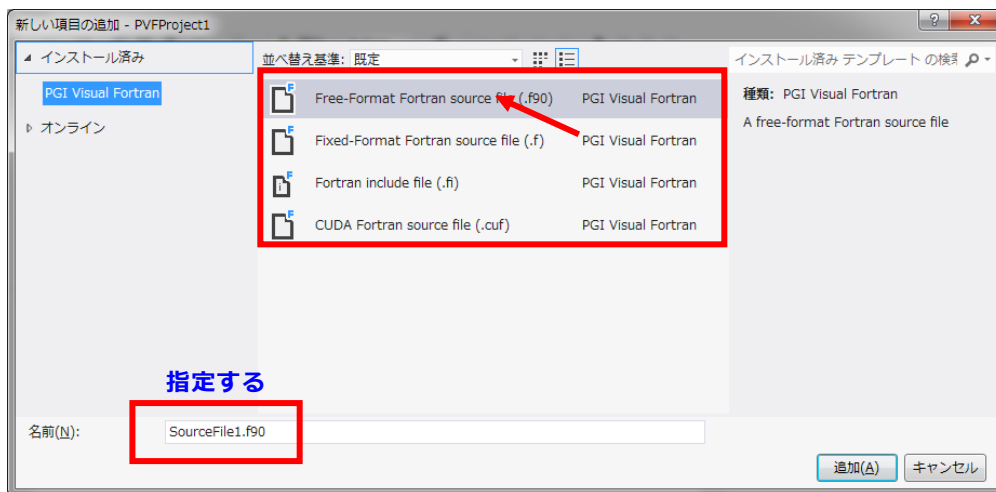 新しい項目の追加 - PVFProject1
インストール済み
並べ替え基準: 既定
インストール済み テンプレート の検索
PGI Visual Fortran
オンライン
Free-Format Fortran source file (.f90) PGI Visual Fortran
Fixed-Format Fortran source file (.f) PGI Visual Fortran
Fortran include file (.fi) PGI Visual Fortran
CUDA Fortran source file (.cuf) PGI Visual Fortran
種類: PGI Visual Fortran
A free-format Fortran source file
指定する
名前(N): SourceFile1.f90
追加(A) キャンセル